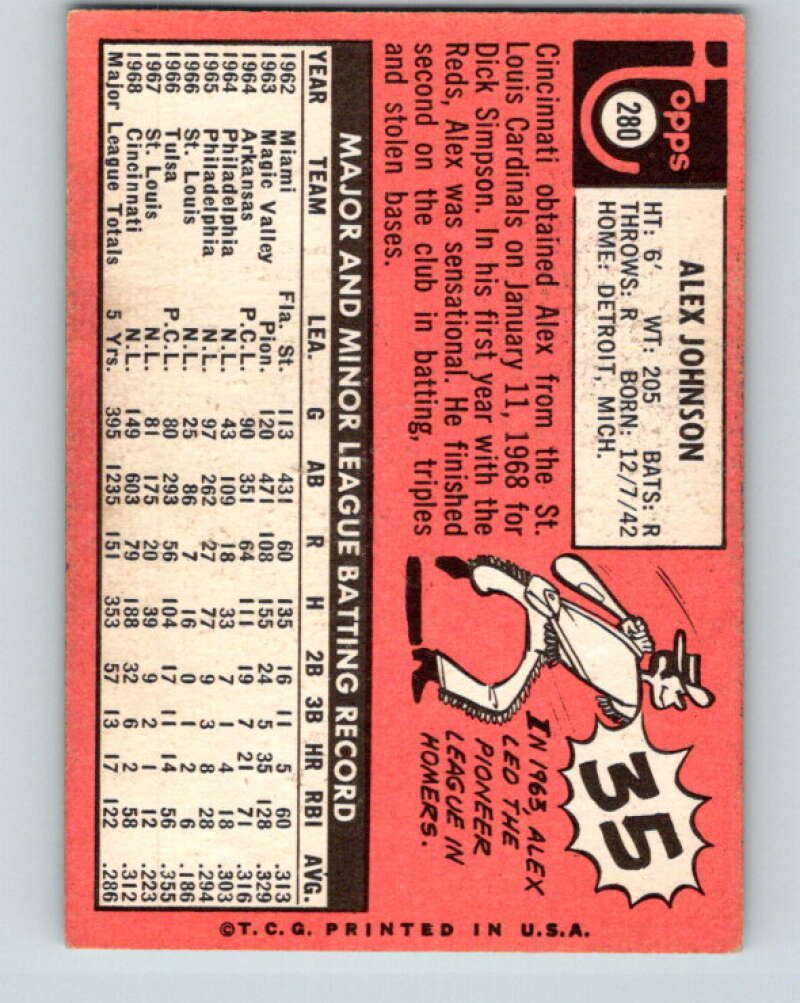 topps
280
ALEX JOHNSON
HT: 6' WT: 205 BATS: R
THROWS: R BORN: 12/7/42
HOME: DETROIT, MICH.
Cincinnati obtained Alex from the St.
Louis Cardinals on January 11, 1968 for
Dick Simpson. In his first year with the
Reds, Alex was sensational. He finished
second on the club in batting, triples
and stolen bases.
35
IN 1963, ALEX
LED THE
PIONEER
LEAGUE IN
HOMERS.
MAJOR AND MINOR LEAGUE BATTING RECORD
YEAR TEAM LEA. G AB R H 2B 3B HR RBI AVG.
1962 Miami Fla. St. 113 431 60 135 16 11 5 60 .313
1963 Magic Valley Pion. 120 471 108 155 24 5 35 128 .329
1964 Arkansas P.C.L. 90 351 64 111 19 7 21 71 .316
1964 Philadelphia N.L. 43 109 18 33 7 1 4 18 .303
1965 Philadelphia N.L. 97 262 27 77 9 3 8 28 .294
1966 St. Louis N.L. 25 86 7 16 0 1 2 6 .186
1966 Tulsa P.C.L. 80 293 56 104 17 11 14 56 .355
1967 St. Louis N.L. 81 175 20 39 9 2 1 12 .223
1968 Cincinnati N.L. 149 603 79 188 32 6 2 58 .312
Major League Totals 5 Yrs. 395 1235 151 353 57 13 17 122 .286
©T.C.G. PRINTED IN U.S.A.